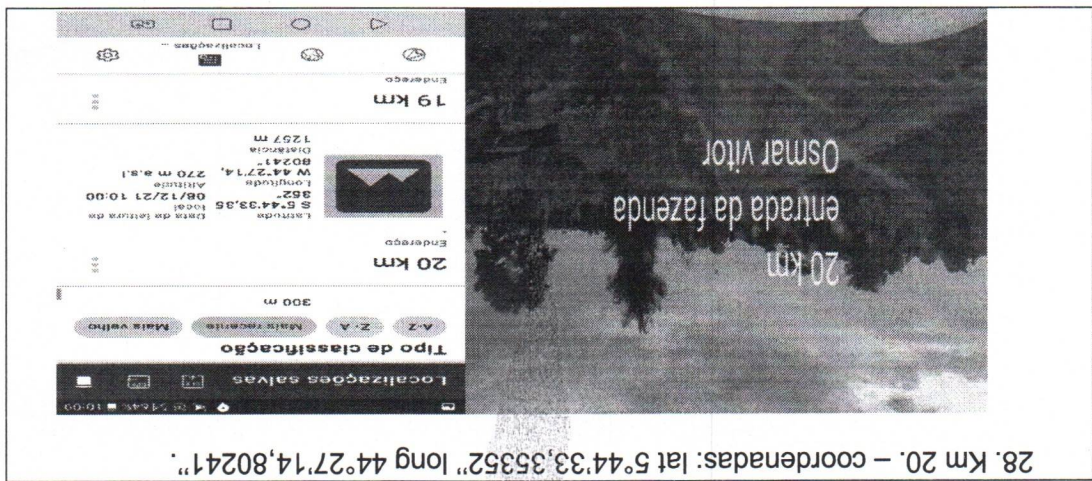 28. Km 20. – coordenadas: lat 5°44’33,35352” long 44°27’14,80241”.
20 km
entrada da fazenda
Osmar vitor
Localizações salvas
Tipo de classificação
A-Z
Z - A
Mais recente
Mais velho
300 m
20 km
Endereço
-
Latitude
S 5°44'33,35
352"
Longitude
W 44°27'14,
80241"
Distância
1257 m
Data da leitura da
local
08/12/21 10:00
Altitude
270 m a.s.l
19 km
Endereço
Localizações ...